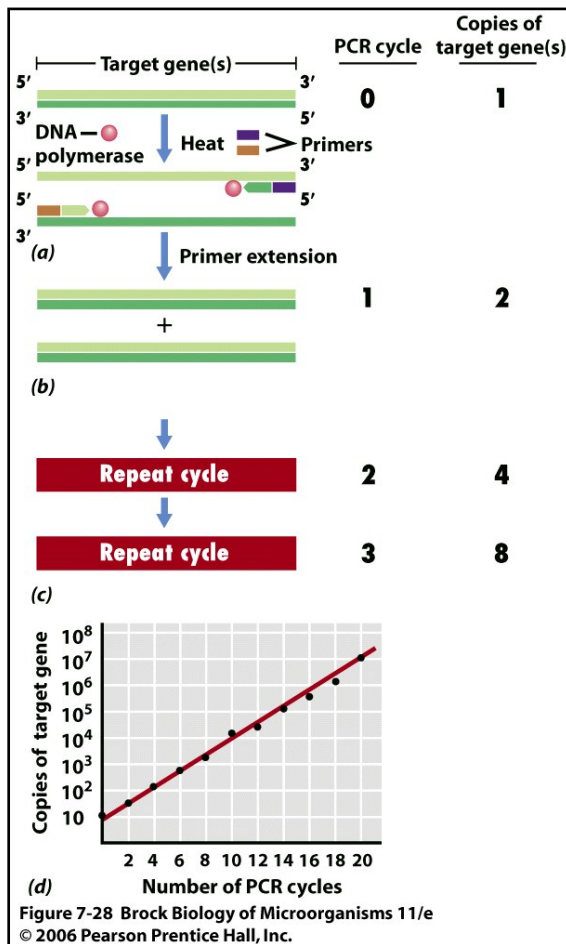 Target gene(s)
PCR cycle
Copies of
target gene(s)
5′ 3′
3′ 5′
0 1
DNA
polymerase
Heat
Primers
5′ 3′
5′ 5′
3′
(a)
Primer extension
1 2
+
(b)
Repeat cycle 2 4
Repeat cycle 3 8
(c)
Copies of target gene
10⁸
10⁷
10⁶
10⁵
10⁴
10³
10²
10
2 4 6 8 10 12 14 16 18 20
(d) Number of PCR cycles
Figure 7-28 Brock Biology of Microorganisms 11/e
© 2006 Pearson Prentice Hall, Inc.